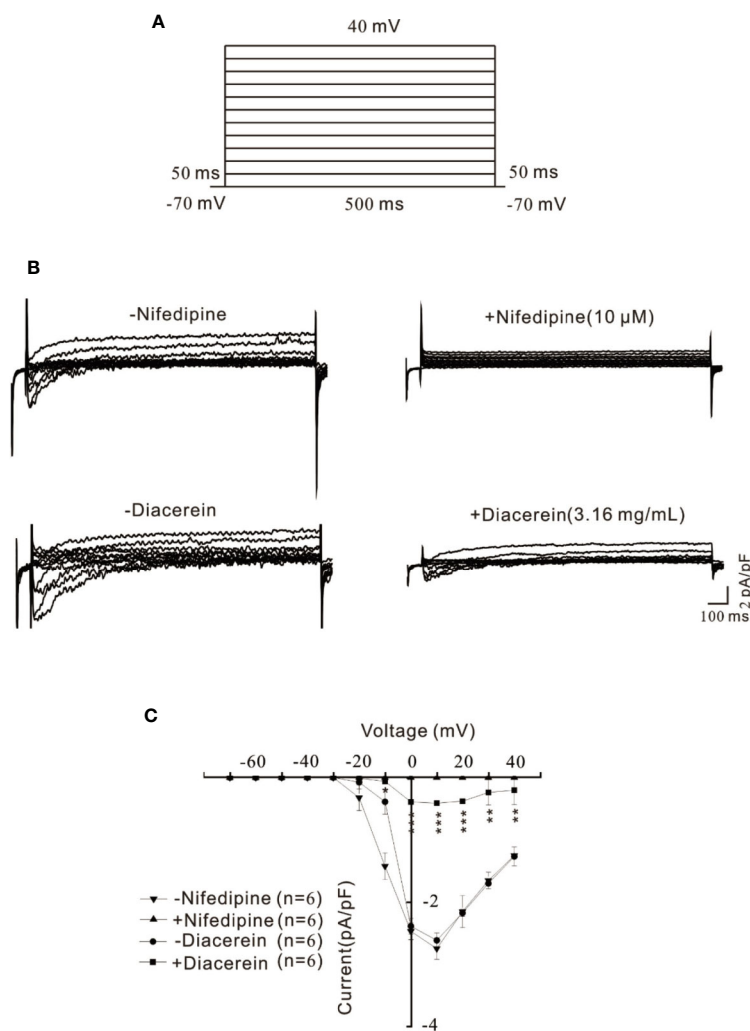 A
40 mV
50 ms
50 ms
-70 mV
500 ms
-70 mV
B
-Nifedipine
+Nifedipine(10 μM)
-Diacerein
+Diacerein(3.16 mg/mL)
2 pA/pF
100 ms
C
Voltage (mV)
-60 -40 -20 0 20 40
* *** *** *** ** **
-2
-4
Current(pA/pF)
-Nifedipine (n=6)
+Nifedipine (n=6)
-Diacerein (n=6)
+Diacerein (n=6)